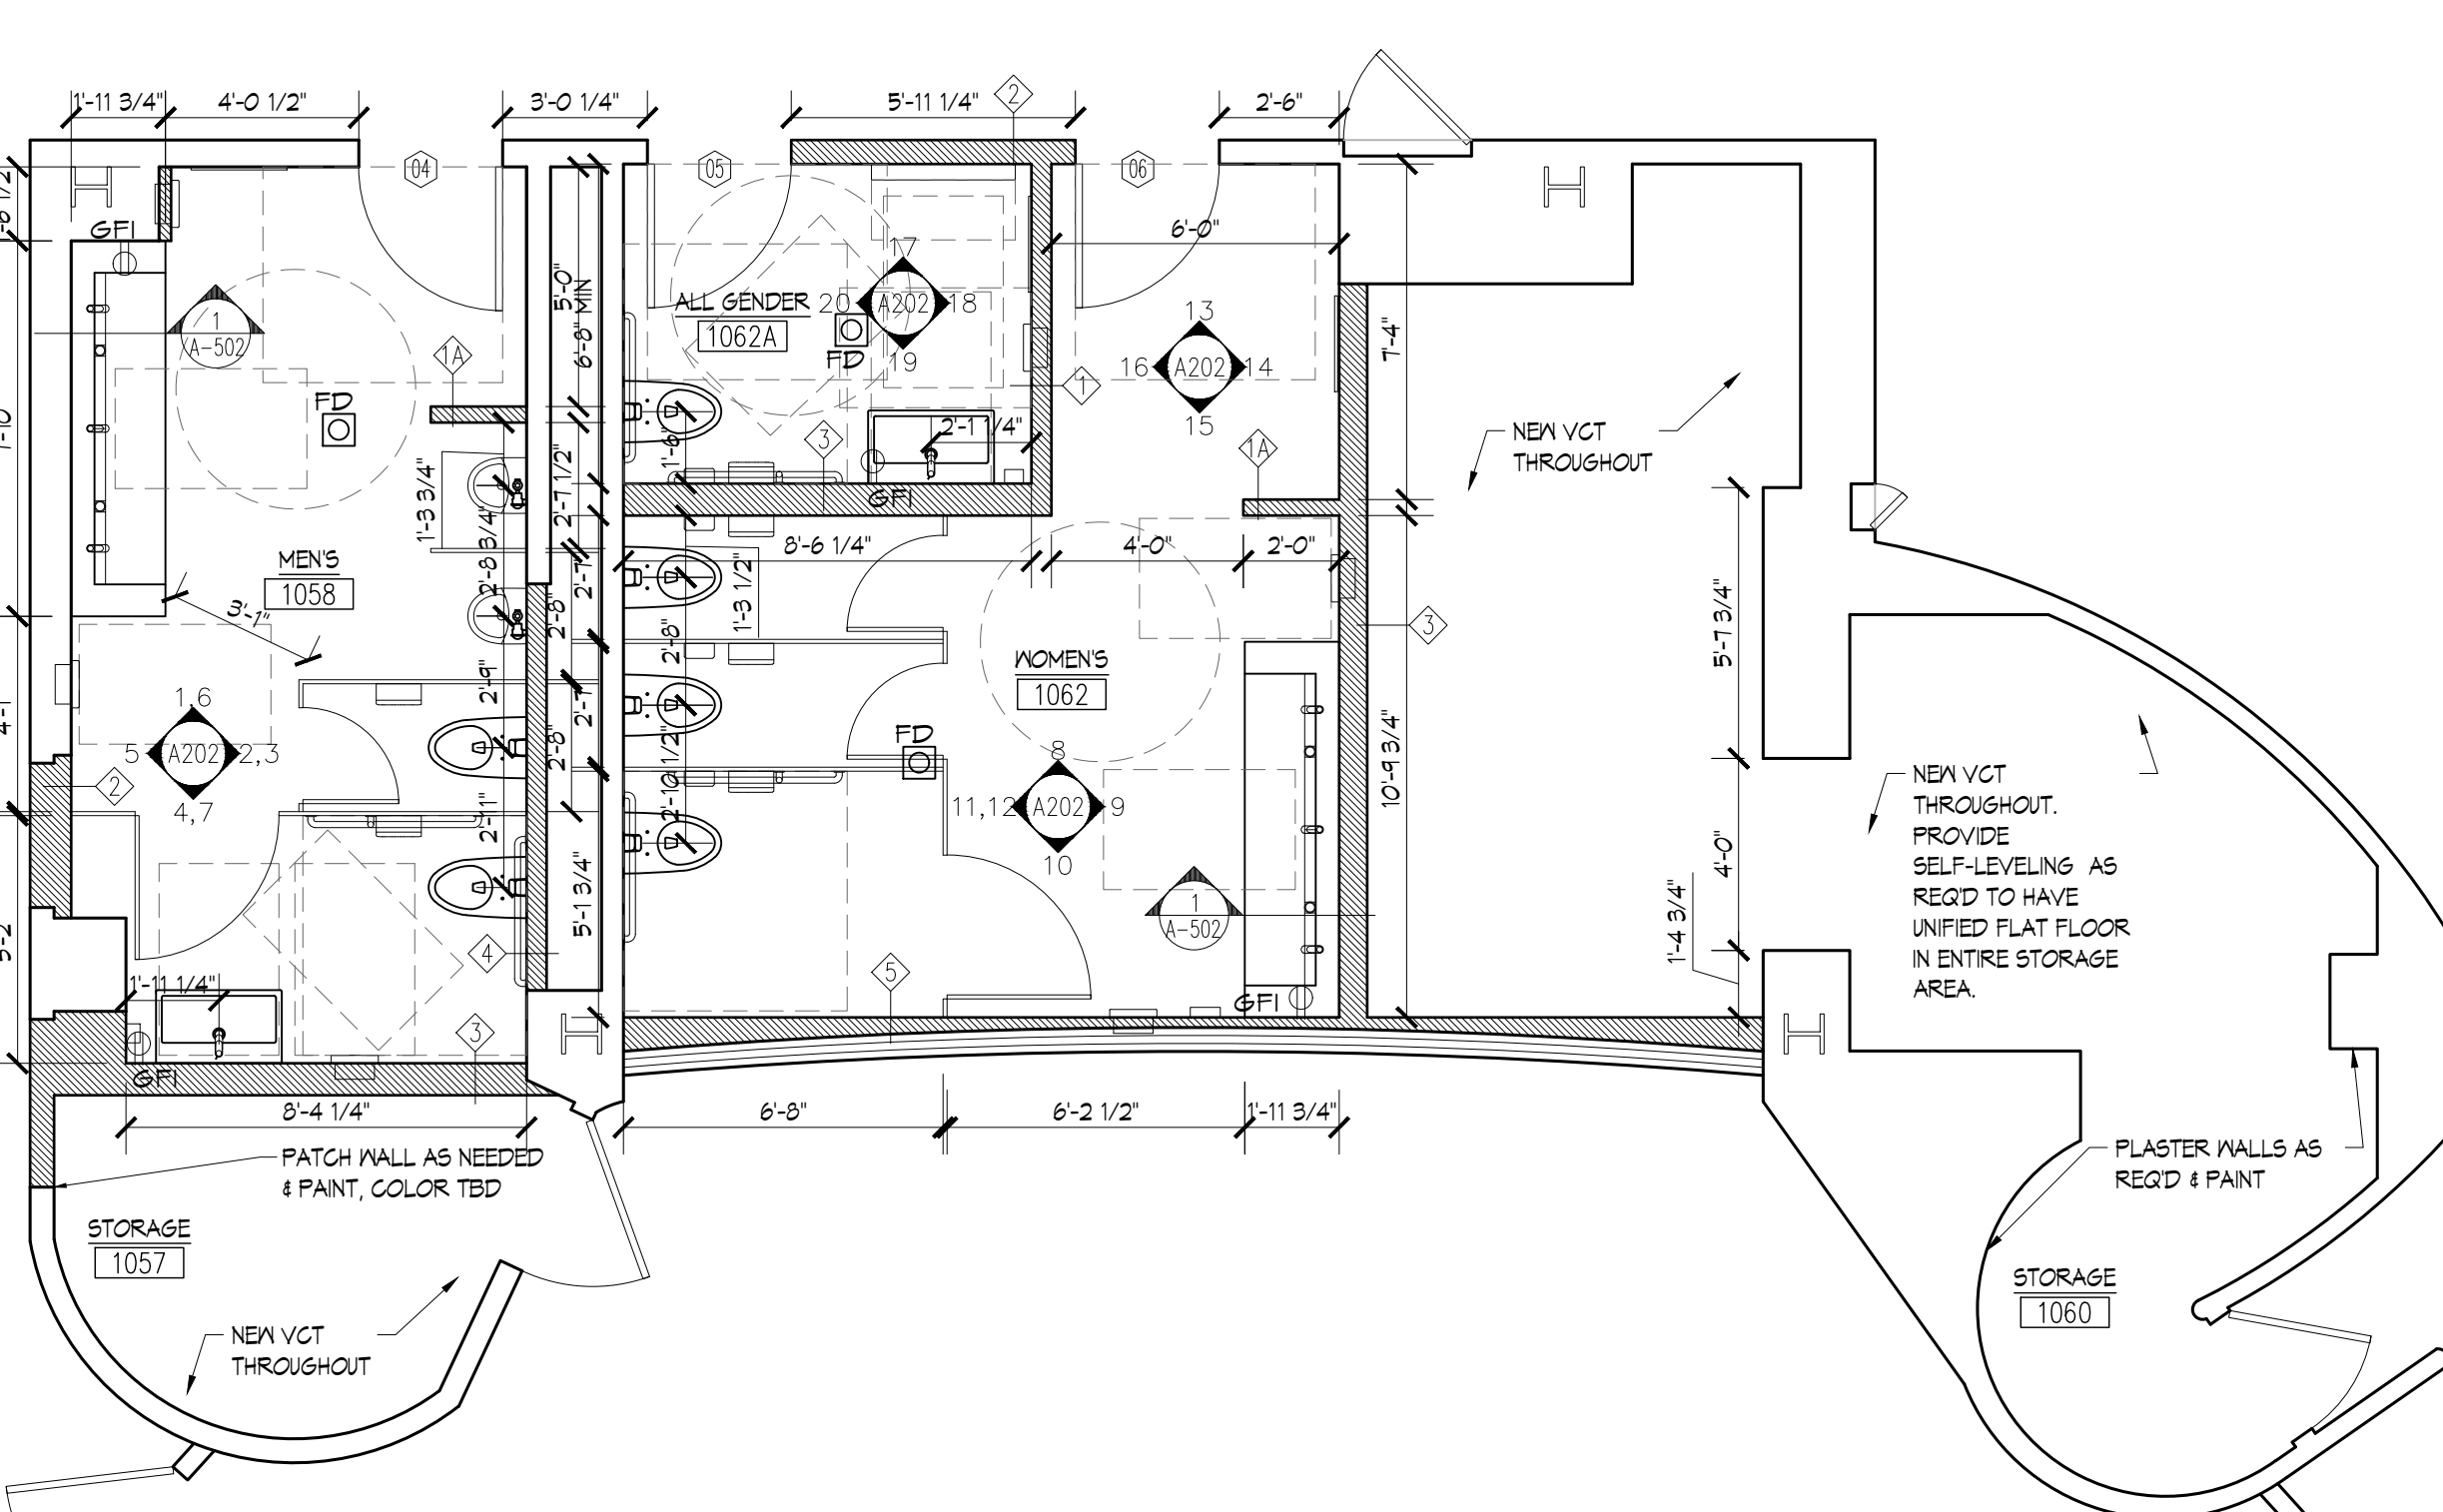 1'-11 3/4"
4'-0 1/2"
3'-0 1/4"
5'-11 1/4"
2
2'-6"
04
05
06
GFI
6'-0"
5'-0"
6'-8" MIN
17
ALL GENDER
1062A
20
A202
18
19
FD
13
16
A202
14
15
7'-4"
1
A-502
1A
1
FD
3
2'-1 1/4"
1'-6"
1A
NEW VCT
THROUGHOUT
1'-3 3/4"
2'-7 1/2"
GFI
2'-8 3/4"
8'-6 1/4"
4'-0"
2'-0"
MEN'S
1058
3'-1"
2'-8"
2'-7"
2'-8"
1'-3 1/2"
3
5'-7 3/4"
WOMEN'S
1062
1,6
5
A202
2,3
4,7
2
2'-9"
2'-7"
2'-8"
2'-10 1/2"
FD
8
11,12
A202
9
10
10'-9 3/4"
NEW VCT
THROUGHOUT.
PROVIDE
SELF-LEVELING AS
REQ'D TO HAVE
UNIFIED FLAT FLOOR
IN ENTIRE STORAGE
AREA.
2'-11"
5'-1 3/4"
4'-0"
1'-4 3/4"
1
A-502
4
5
1'-11 1/4"
GFI
3
GFI
8'-4 1/4"
6'-8"
6'-2 1/2"
1'-11 3/4"
PATCH WALL AS NEEDED
& PAINT, COLOR TBD
PLASTER WALLS AS
REQ'D & PAINT
STORAGE
1057
STORAGE
1060
NEW VCT
THROUGHOUT